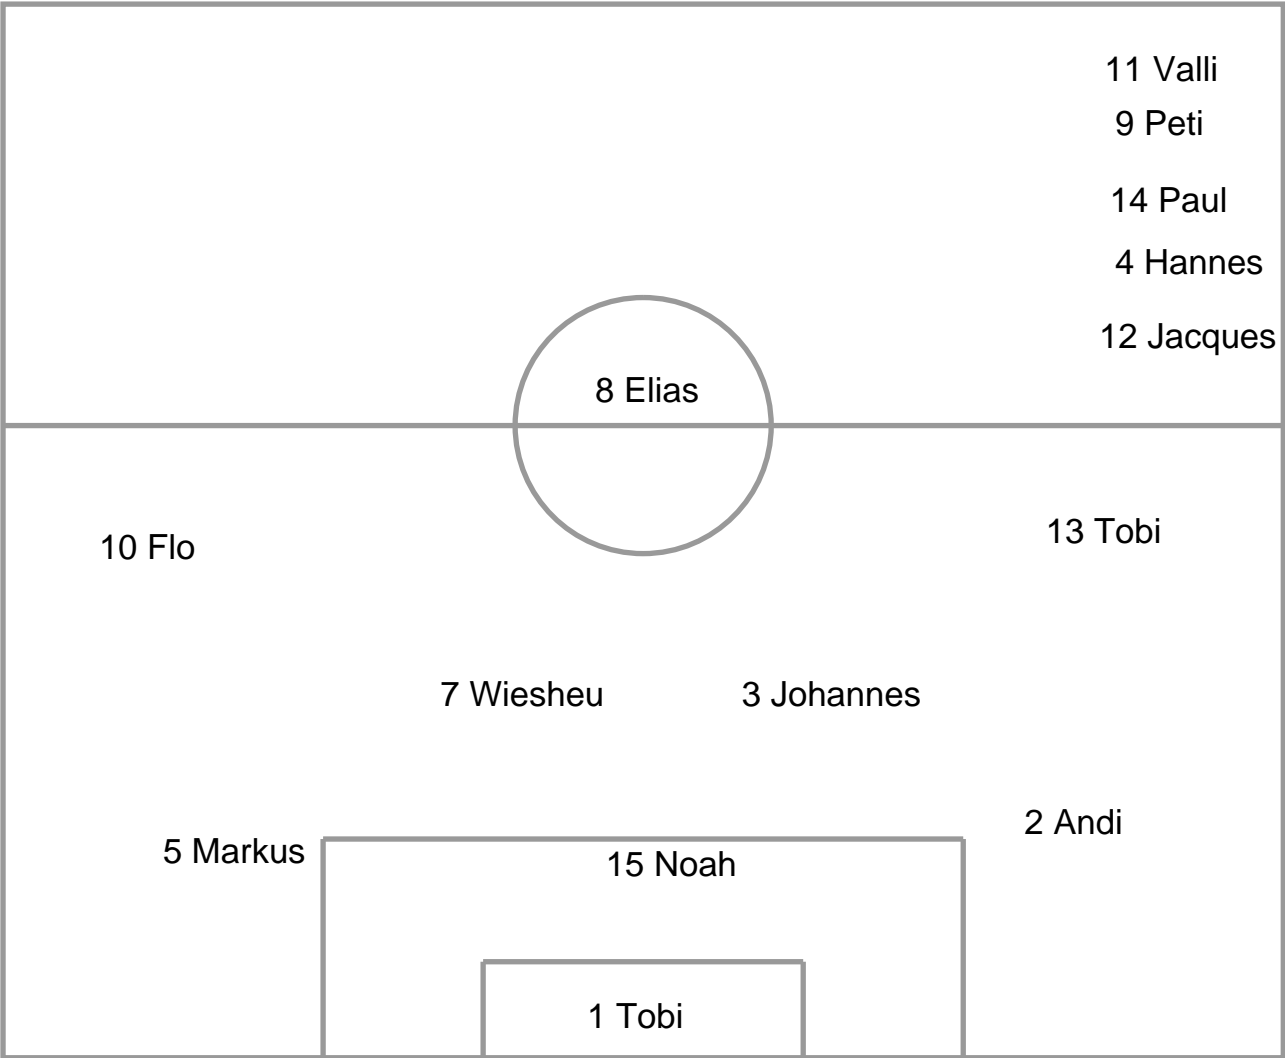 11 Valli
9 Peti
14 Paul
4 Hannes
12 Jacques
8 Elias
10 Flo
13 Tobi
7 Wiesheu
3 Johannes
2 Andi
5 Markus
15 Noah
1 Tobi